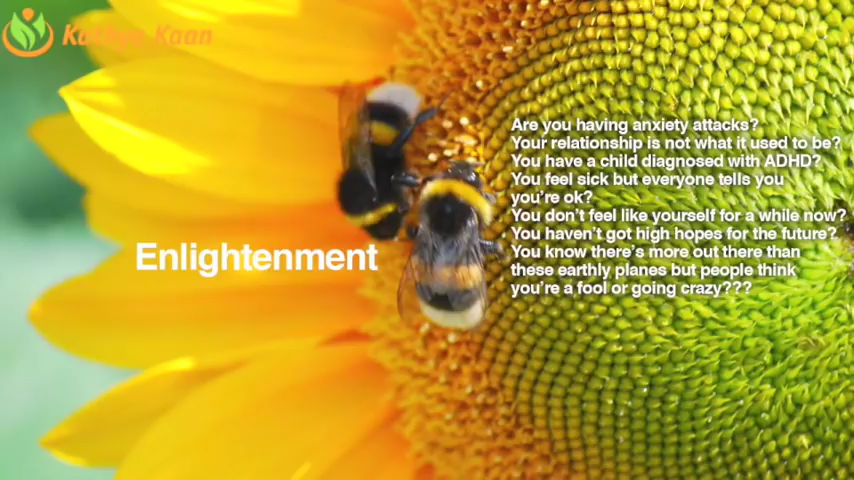 Kathye Kaan
Enlightenment
Are you having anxiety attacks?
Your relationship is not what it used to be?
You have a child diagnosed with ADHD?
You feel sick but everyone tells you
you're ok?
You don't feel like yourself for a while now?
You haven't got high hopes for the future?
You know there's more out there than
these earthly planes but people think
you're a fool or going crazy???